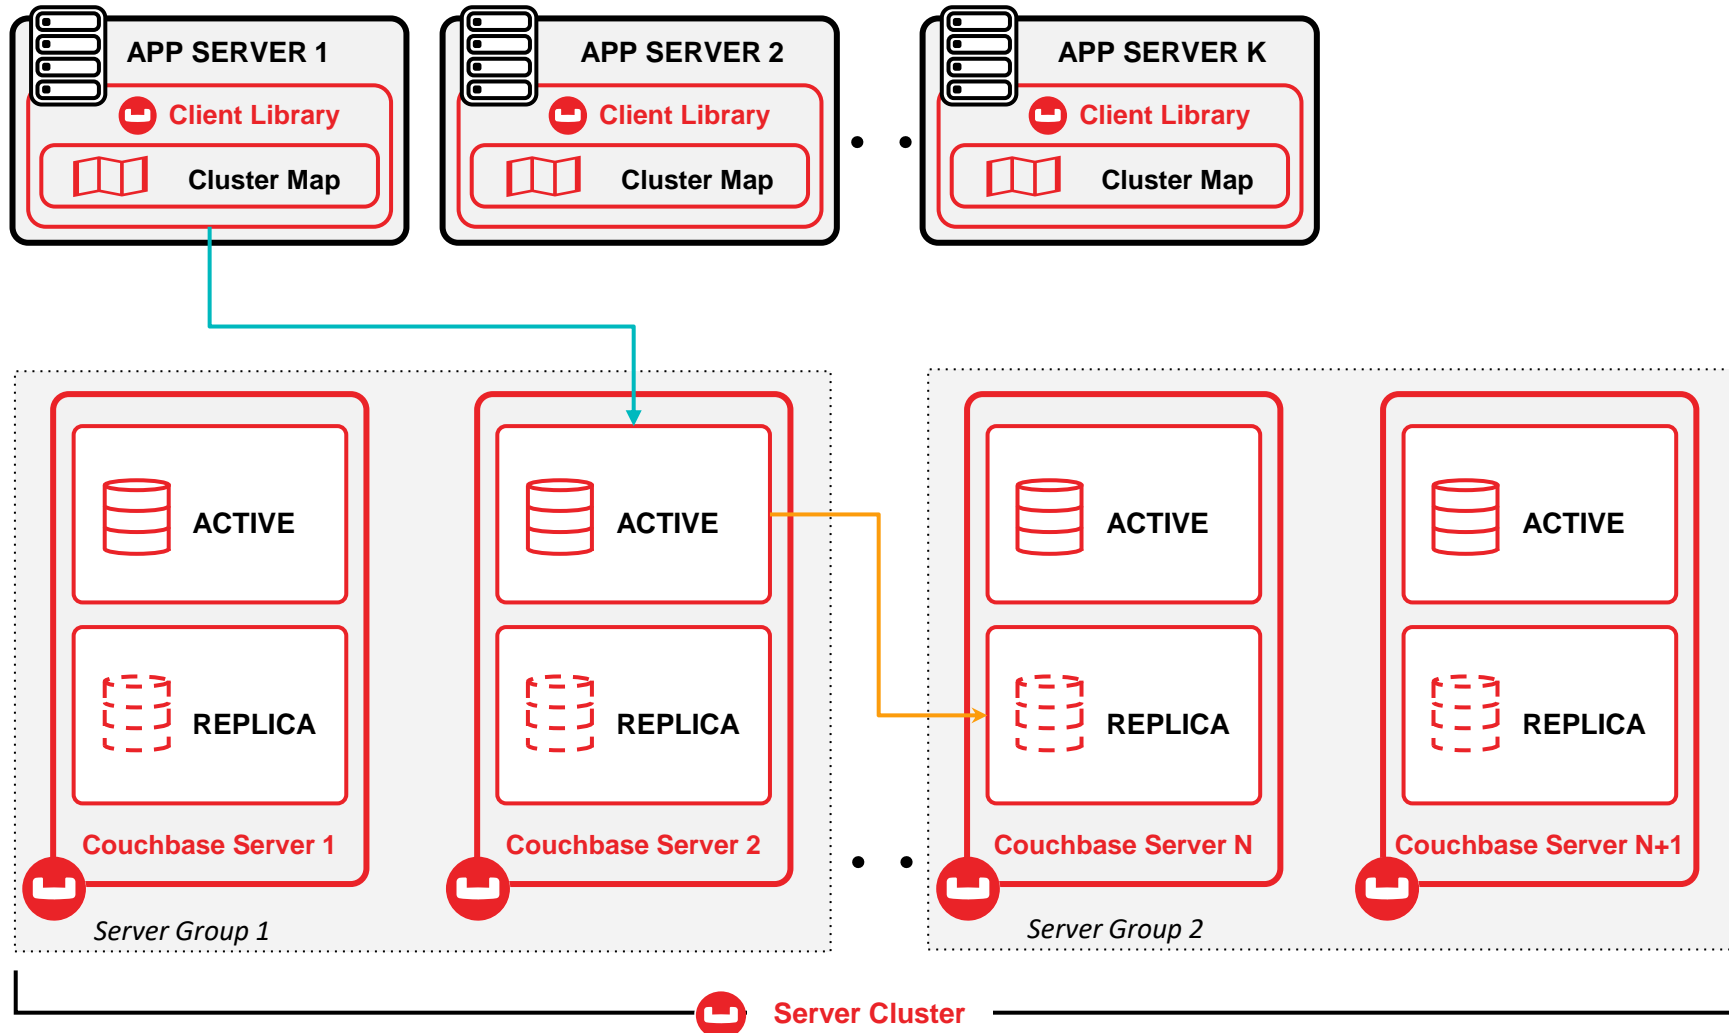 APP SERVER 1
Client Library
Cluster Map
APP SERVER 2
Client Library
Cluster Map
APP SERVER K
Client Library
Cluster Map
ACTIVE
REPLICA
Couchbase Server 1
ACTIVE
REPLICA
Couchbase Server 2
Server Group 1
ACTIVE
REPLICA
Couchbase Server N
ACTIVE
REPLICA
Couchbase Server N+1
Server Group 2
Server Cluster